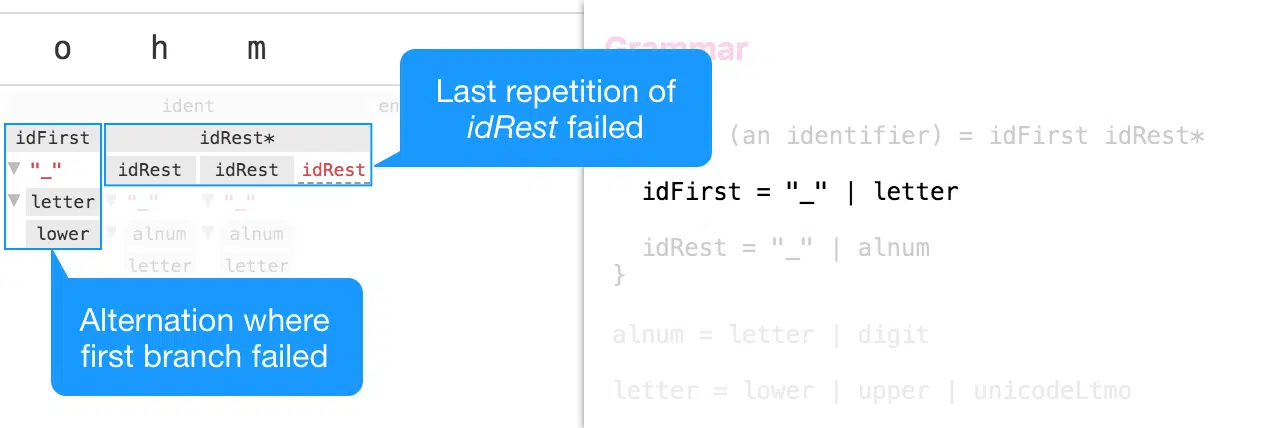 o h m
ident en
idFirst idRest*
"_" idRest idRest idRest
letter "_" "_"
lower alnum alnum
letter letter
Last repetition of
idRest failed
Alternation where
first branch failed
Grammar
(an identifier) = idFirst idRest*
idFirst = "_" | letter
idRest = "_" | alnum
}
alnum = letter | digit
letter = lower | upper | unicodeLtmo